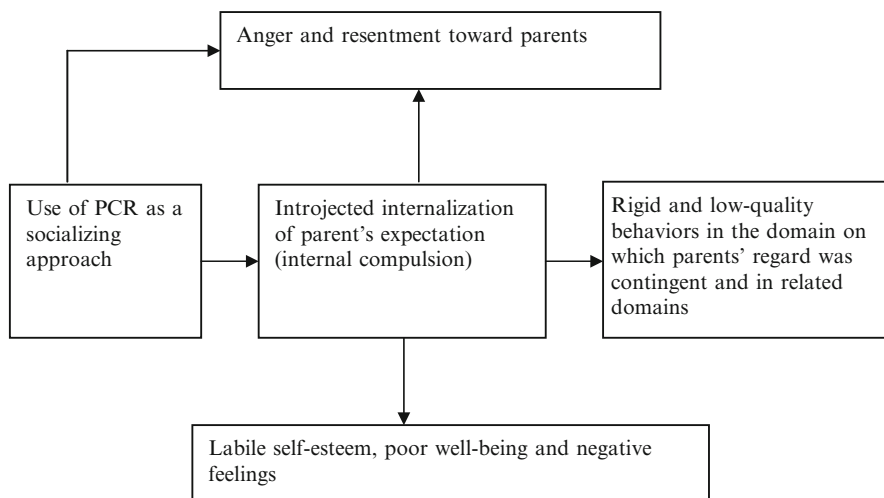 Anger and resentment toward parents
Use of PCR as a
socializing
approach
Introjected internalization
of parent's expectation
(internal compulsion)
Rigid and low-quality
behaviors in the domain on
which parents' regard was
contingent and in related
domains
Labile self-esteem, poor well-being and negative
feelings